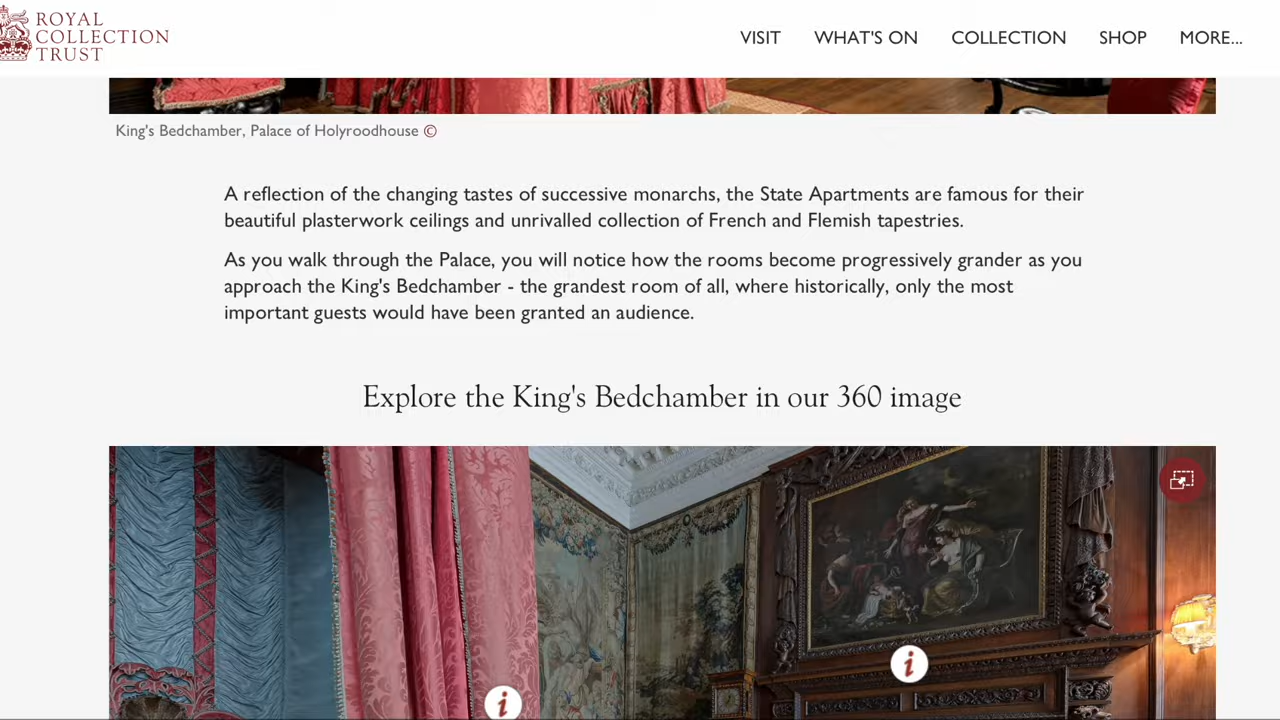 ROYAL
COLLECTION
TRUST
VISIT WHAT'S ON COLLECTION SHOP MORE...
King's Bedchamber, Palace of Holyroodhouse ©
A reflection of the changing tastes of successive monarchs, the State Apartments are famous for their
beautiful plasterwork ceilings and unrivalled collection of French and Flemish tapestries.
As you walk through the Palace, you will notice how the rooms become progressively grander as you
approach the King's Bedchamber - the grandest room of all, where historically, only the most
important guests would have been granted an audience.
Explore the King's Bedchamber in our 360 image
i
i